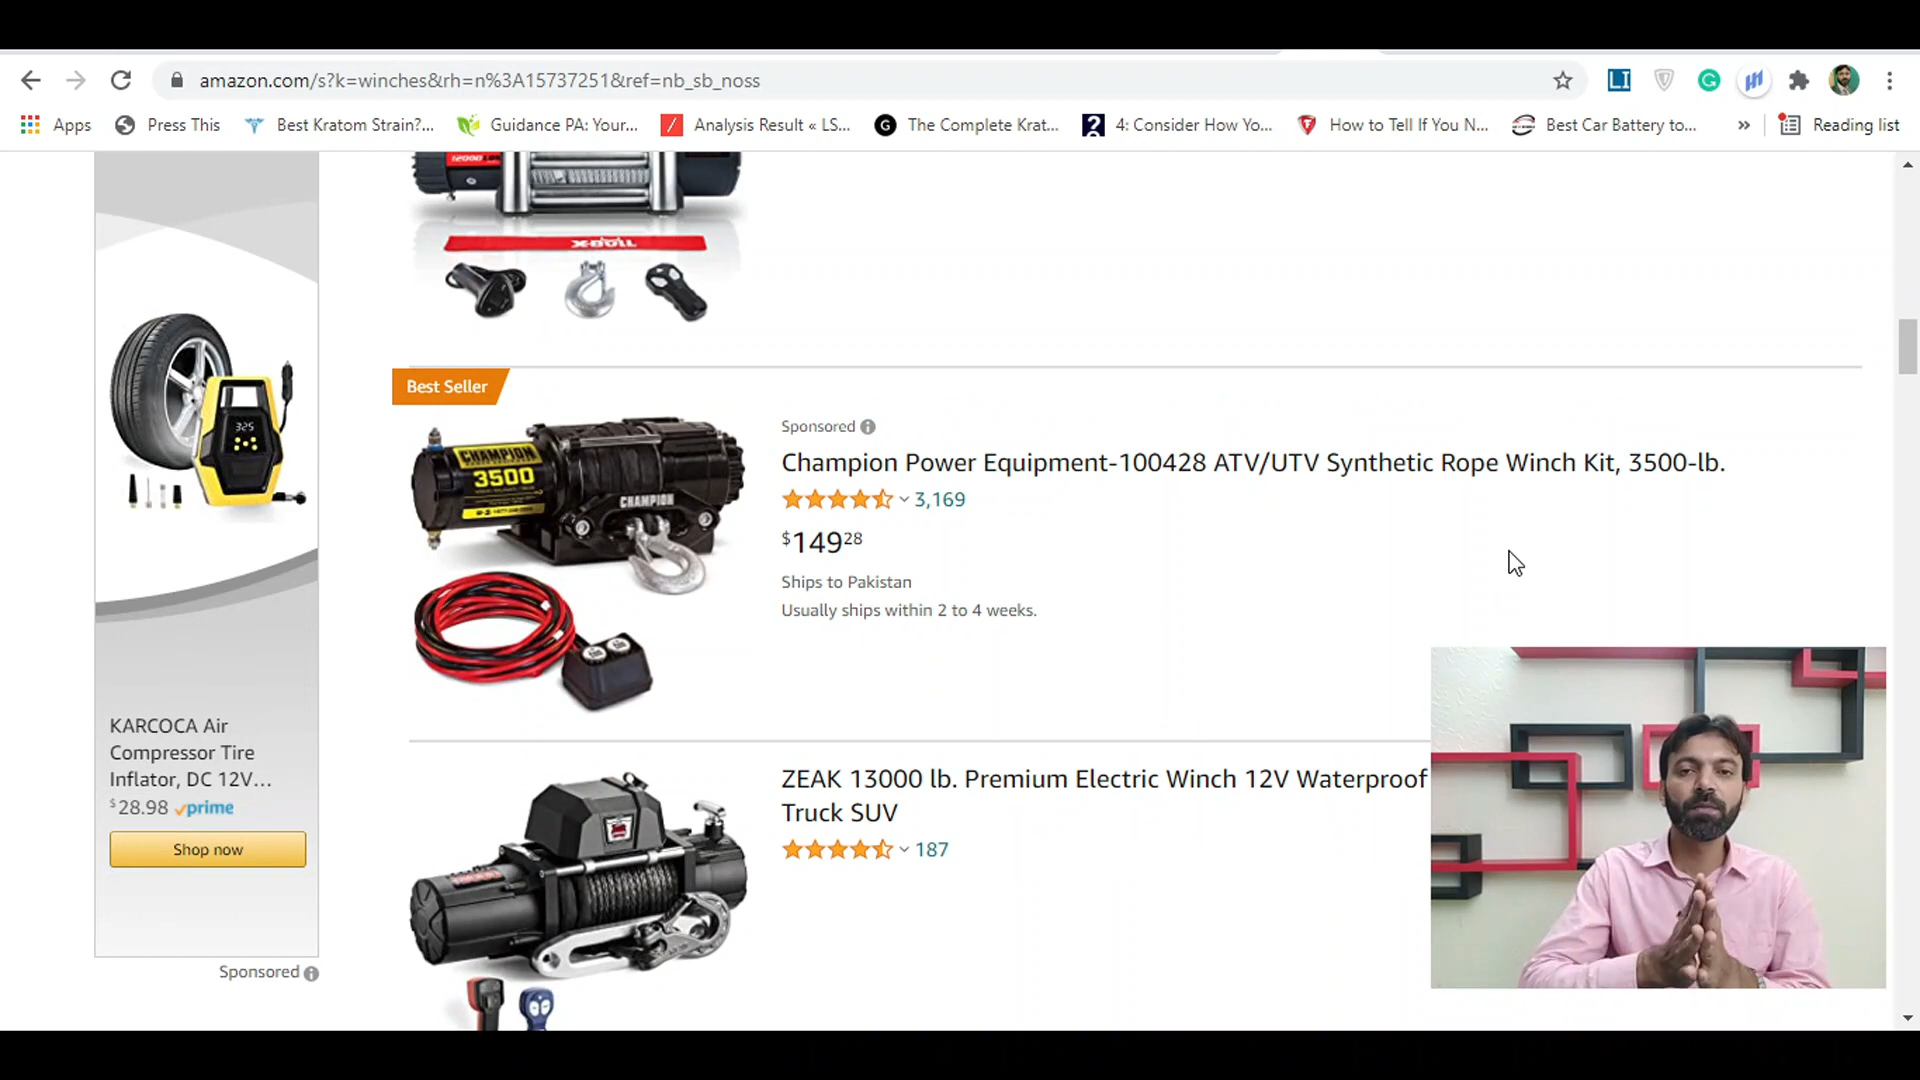 amazon.com/s?k=winches&rh=n%3A15737251&ref=nb_sb_noss
Apps
Press This
Best Kratom Strain?...
Guidance PA: Your...
Analysis Result « LS...
The Complete Krat...
4: Consider How Yo...
How to Tell If You N...
Best Car Battery to...
»
Reading list
12000LBS
X-BULL
Best Seller
CHAMPION
3500
CHAMPION
Sponsored
Champion Power Equipment-100428 ATV/UTV Synthetic Rope Winch Kit, 3500-lb.
3,169
$149.28
Ships to Pakistan
Usually ships within 2 to 4 weeks.
ZEAK 13000 lb. Premium Electric Winch 12V Waterproof
Truck SUV
187
325
KARCOCA Air
Compressor Tire
Inflator, DC 12V...
$28.98 prime
Shop now
Sponsored